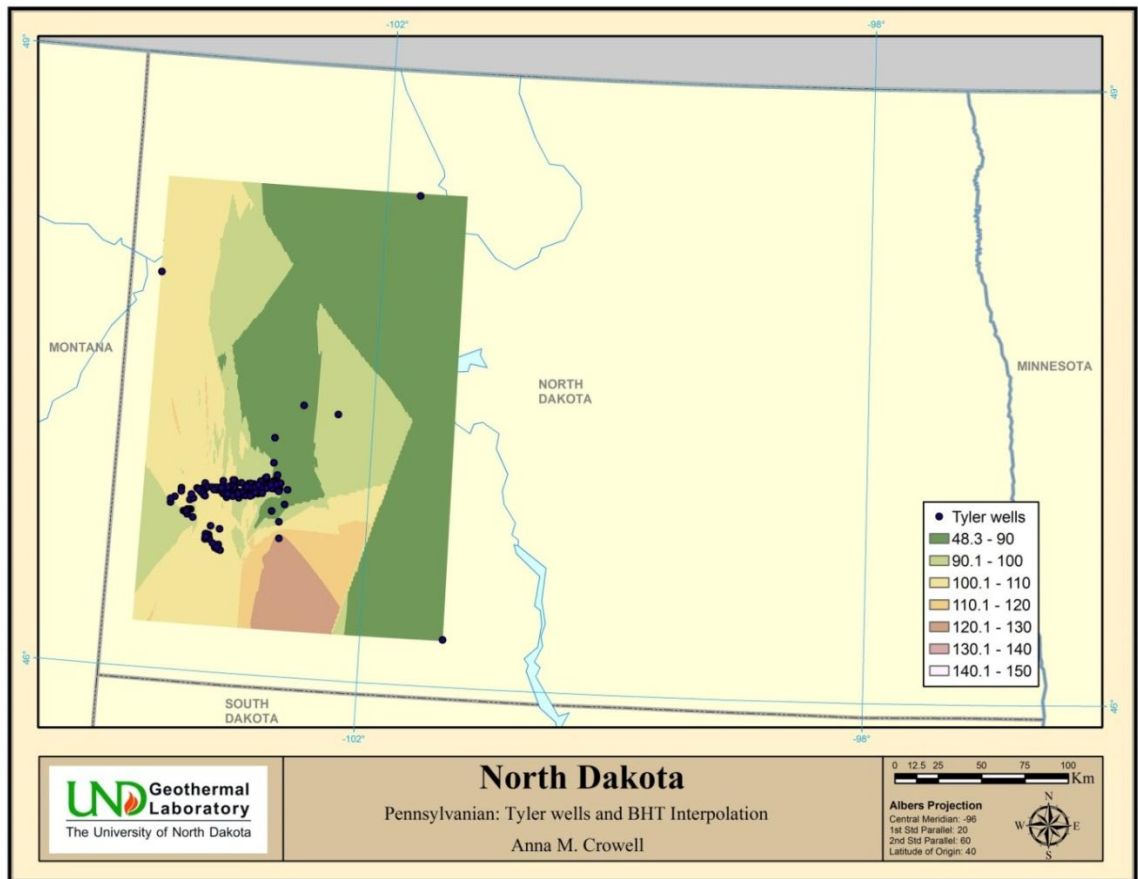 -102°
-98°
49°
49°
MONTANA
NORTH
DAKOTA
MINNESOTA
Tyler wells
48.3 - 90
90.1 - 100
100.1 - 110
110.1 - 120
120.1 - 130
130.1 - 140
140.1 - 150
46°
46°
SOUTH
DAKOTA
-102°
-98°
UND Geothermal
Laboratory
The University of North Dakota
North Dakota
Pennsylvanian: Tyler wells and BHT Interpolation
Anna M. Crowell
0 12.5 25 50 75 100
Km
Albers Projection
Central Meridian: -96
1st Std Parallel: 20
2nd Std Parallel: 60
Latitude of Origin: 40
N
W E
S